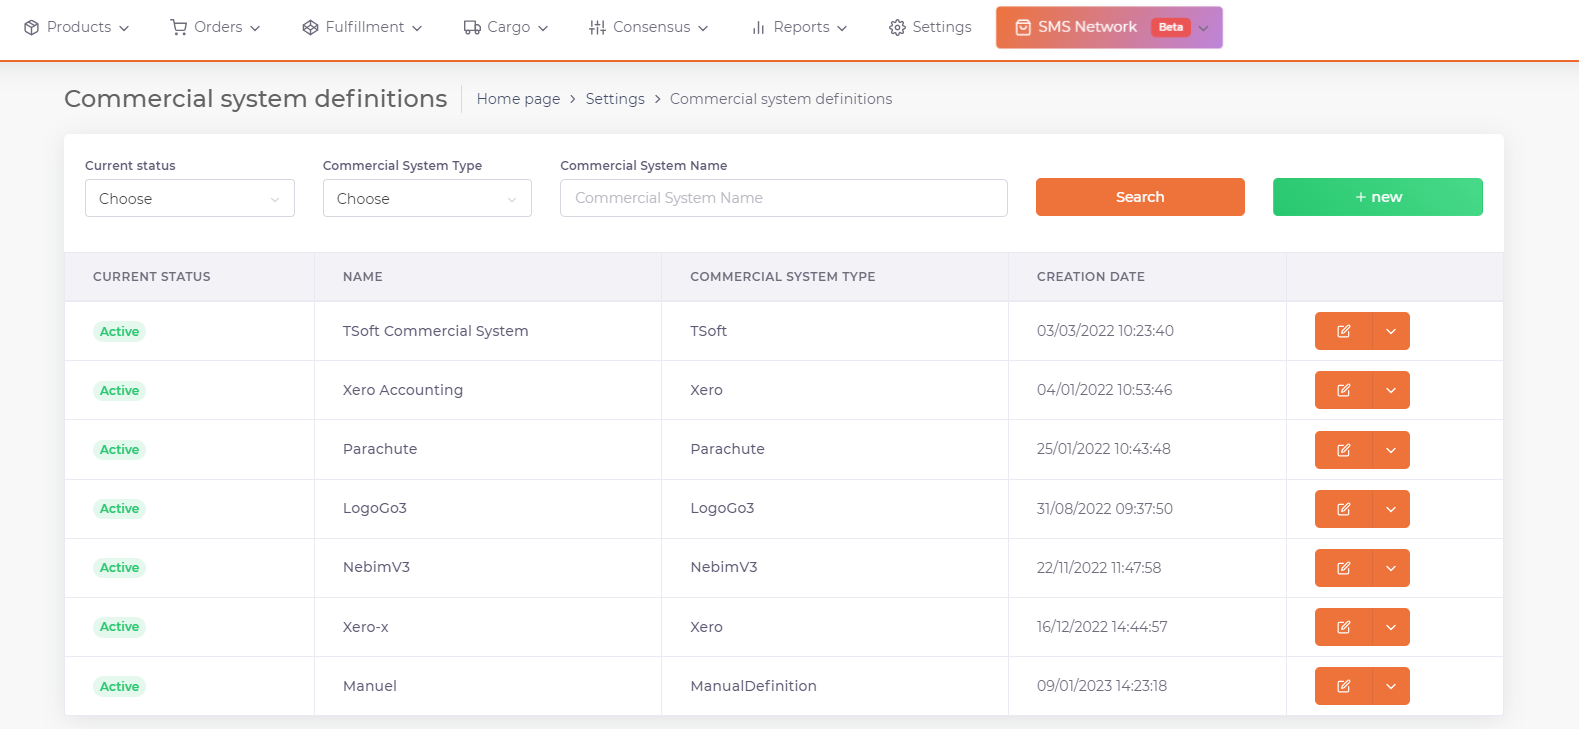 Products Orders Fulfillment Cargo Consensus Reports Settings SMS Network Beta
Commercial system definitions Home page > Settings > Commercial system definitions
Current status Commercial System Type Commercial System Name
Choose Choose Commercial System Name Search + new
CURRENT STATUS NAME COMMERCIAL SYSTEM TYPE CREATION DATE
Active TSoft Commercial System TSoft 03/03/2022 10:23:40
Active Xero Accounting Xero 04/01/2022 10:53:46
Active Parachute Parachute 25/01/2022 10:43:48
Active LogoGo3 LogoGo3 31/08/2022 09:37:50
Active NebimV3 NebimV3 22/11/2022 11:47:58
Active Xero-x Xero 16/12/2022 14:44:57
Active Manuel ManualDefinition 09/01/2023 14:23:18